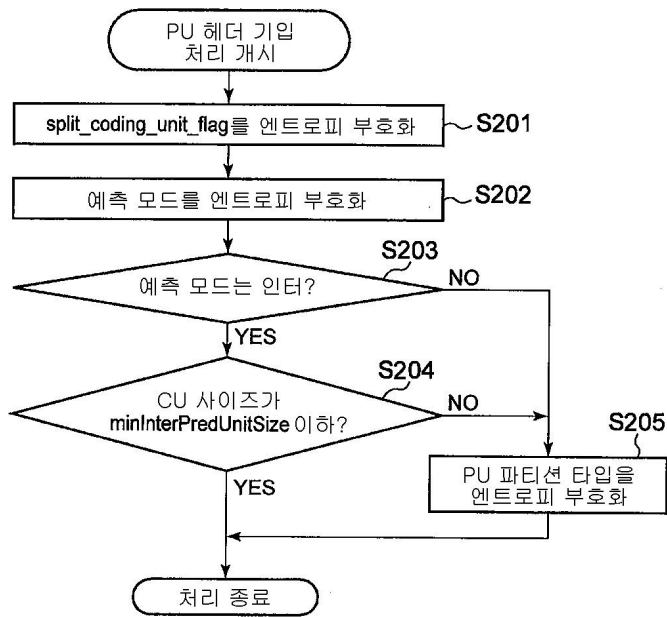 PU 헤더 기입
처리 개시
split_coding_unit_flag를 엔트로피 부호화
S201
예측 모드를 엔트로피 부호화
S202
S203
예측 모드는 인터?
NO
YES
S204
CU 사이즈가
minInterPredUnitSize 이하?
NO
S205
PU 파티션 타입을
엔트로피 부호화
YES
처리 종료